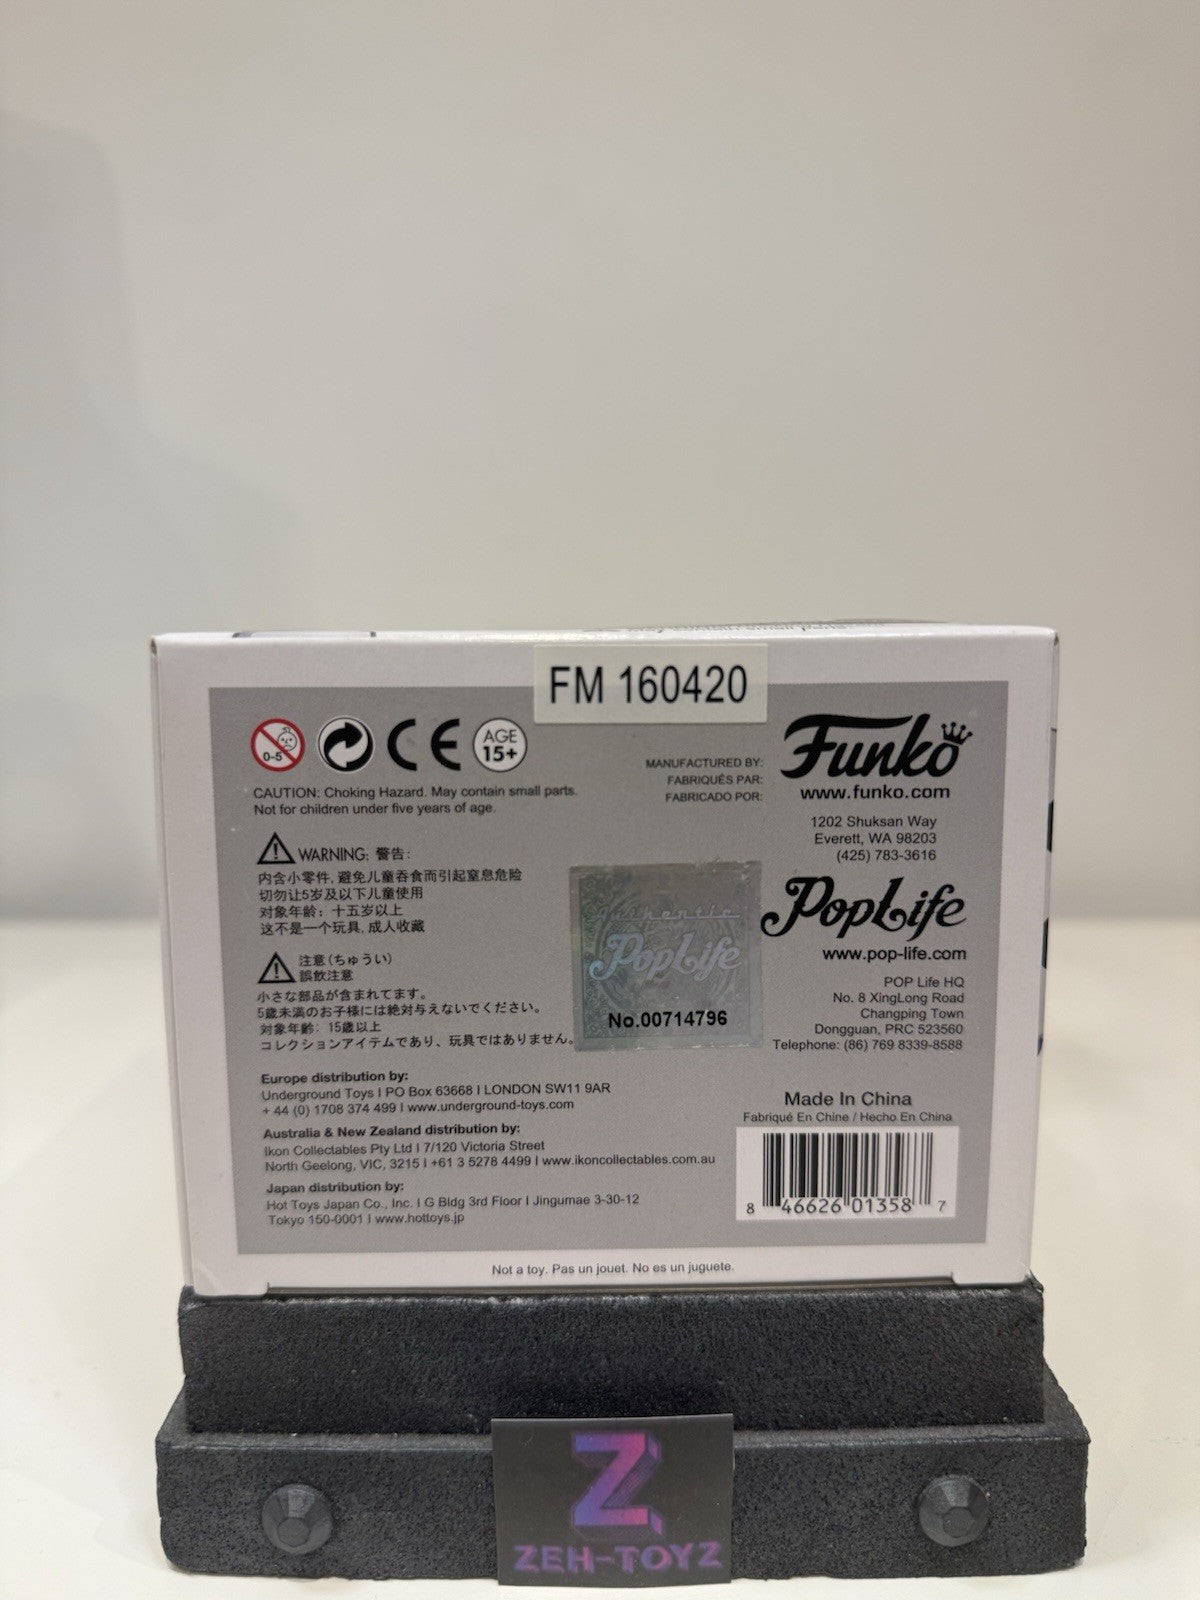 FM 160420
0-5
CE
AGE
15+
CAUTION: Choking Hazard. May contain small parts.
Not for children under five years of age.
WARNING: 警告:
内含小零件, 避免儿童吞食而引起窒息危险
切勿让5岁及以下儿童使用
对象年龄: 十五岁以上
这不是一个玩具, 成人收藏
注意(ちゅうい)
誤飲注意
小さな部品が含まれてます。
5歳未満のお子様には絶対与えないでください。
対象年齢: 15歳以上
コレクションアイテムであり、玩具ではありません。
Europe distribution by:
Underground Toys I PO Box 63668 I LONDON SW11 9AR
+ 44 (0) 1708 374 499 I www.underground-toys.com
Australia & New Zealand distribution by:
Ikon Collectables Pty Ltd I 7/120 Victoria Street
North Geelong, VIC, 3215 I +61 3 5278 4499 I www.ikoncollectables.com.au
Japan distribution by:
Hot Toys Japan Co., Inc. I G Bldg 3rd Floor I Jingumae 3-30-12
Tokyo 150-0001 I www.hottoys.jp
Authentic
PopLife
No.00714796
MANUFACTURED BY:
FABRIQUÉS PAR:
FABRICADO POR:
Funko
www.funko.com
1202 Shuksan Way
Everett, WA 98203
(425) 783-3616
PopLife
www.pop-life.com
POP Life HQ
No. 8 XingLong Road
Changping Town
Dongguan, PRC 523560
Telephone: (86) 769 8339-8588
Made In China
Fabriqué En Chine / Hecho En China
8 46626 01358 7
Not a toy. Pas un jouet. No es un juguete.
Z
ZEH-TOYZ